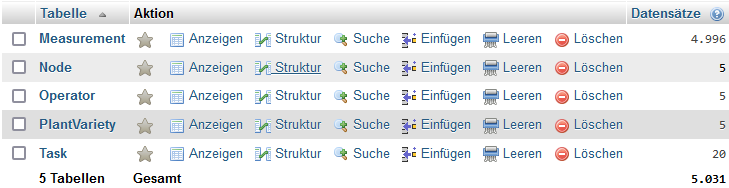 Tabelle Aktion Datensätze
Measurement Anzeigen Struktur Suche Einfügen Leeren Löschen 4.996
Node Anzeigen Struktur Suche Einfügen Leeren Löschen 5
Operator Anzeigen Struktur Suche Einfügen Leeren Löschen 5
PlantVariety Anzeigen Struktur Suche Einfügen Leeren Löschen 5
Task Anzeigen Struktur Suche Einfügen Leeren Löschen 20
5 Tabellen Gesamt 5.031